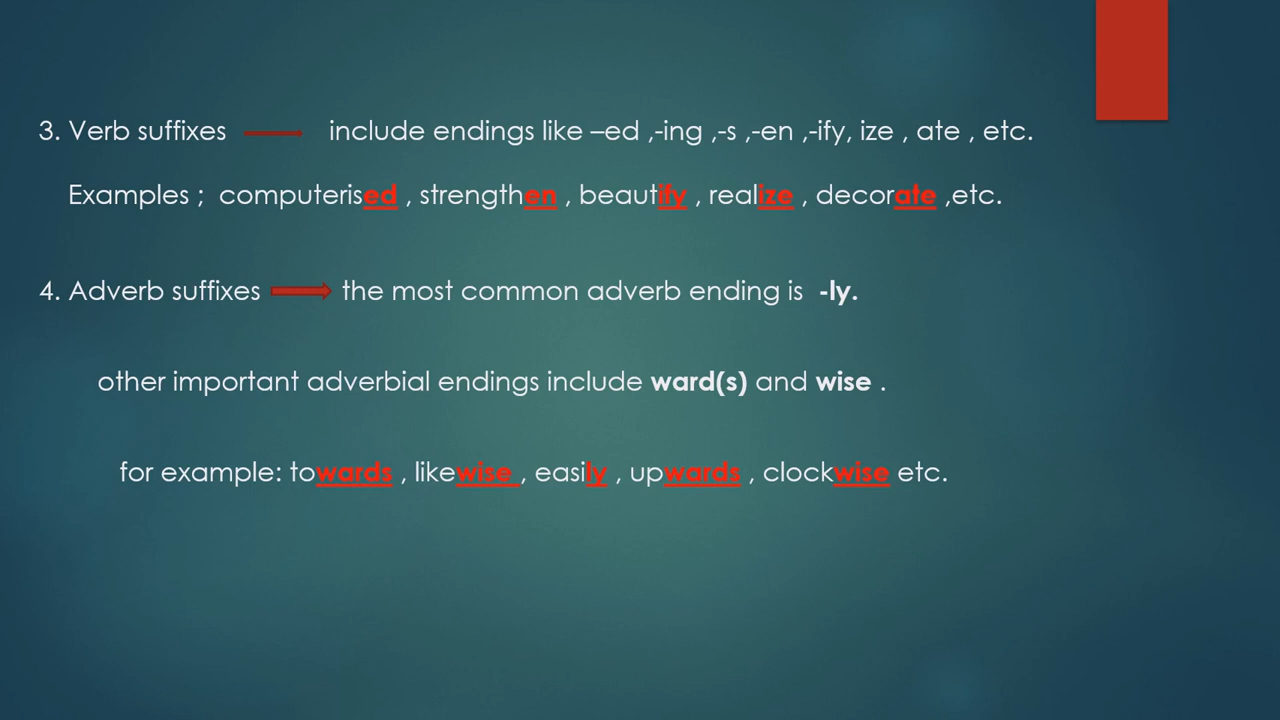 3. Verb suffixes include endings like –ed ,-ing ,-s ,-en ,-ify, ize , ate , etc.
Examples ; computerised , strengthen , beautify , realize , decorate ,etc.
4. Adverb suffixes the most common adverb ending is -ly.
other important adverbial endings include ward(s) and wise .
for example: towards , likewise , easily , upwards , clockwise etc.